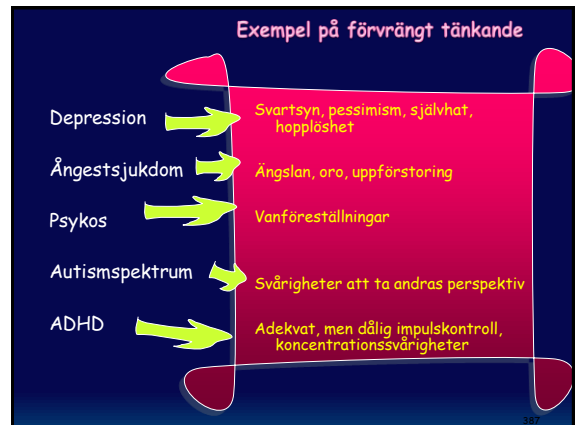 Exempel på förvrängt tänkande
Depression
Svartsyn, pessimism, självhat,
hopplöshet
Ångestsjukdom
Ängslan, oro, uppförstoring
Psykos
Vanföreställningar
Autismspektrum
Svårigheter att ta andras perspektiv
ADHD
Adekvat, men dålig impulskontroll,
koncentrationssvårigheter
387